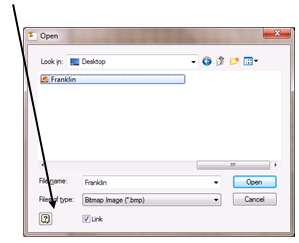 Open
Look in: Desktop
Franklin
File name: Franklin Open
Files of type: Bitmap Image (*.bmp) Cancel
? Link